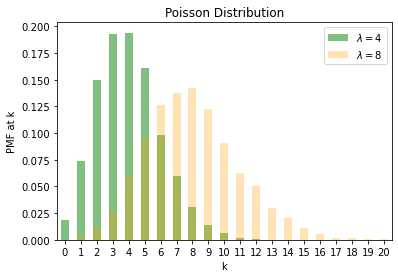 Poisson Distribution
λ = 4
λ = 8
PMF at k
0.200
0.175
0.150
0.125
0.100
0.075
0.050
0.025
0.000
0 1 2 3 4 5 6 7 8 9 10 11 12 13 14 15 16 17 18 19 20
k